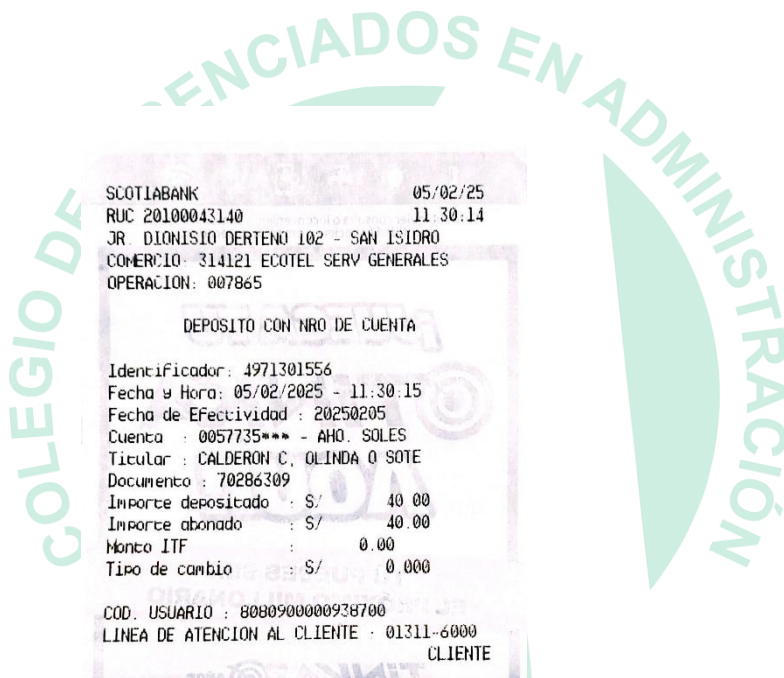 COLEGIO DE
ENCIADOS EN ADMINISTRACIÓN
SCOTIABANK 05/02/25
RUC 20100043140 11:30:14
JR. DIONISIO DERTENO 102 - SAN ISIDRO
COMERCIO: 314121 ECOTEL SERV GENERALES
OPERACION: 007865
DEPOSITO CON NRO DE CUENTA
Identificador: 4971301556
Fecha y Hora: 05/02/2025 - 11:30:15
Fecha de Efectividad : 20250205
Cuenta : 0057735*** - AHO. SOLES
Titular : CALDERON C, OLINDA O SOTE
Documento : 70286309
Importe depositado : S/ 40 00
Importe abonado : S/ 40.00
Monto ITF : 0.00
Tipo de cambio : S/ 0.000
COD. USUARIO : 8080900000938700
LINEA DE ATENCION AL CLIENTE : 01311-6000
CLIENTE